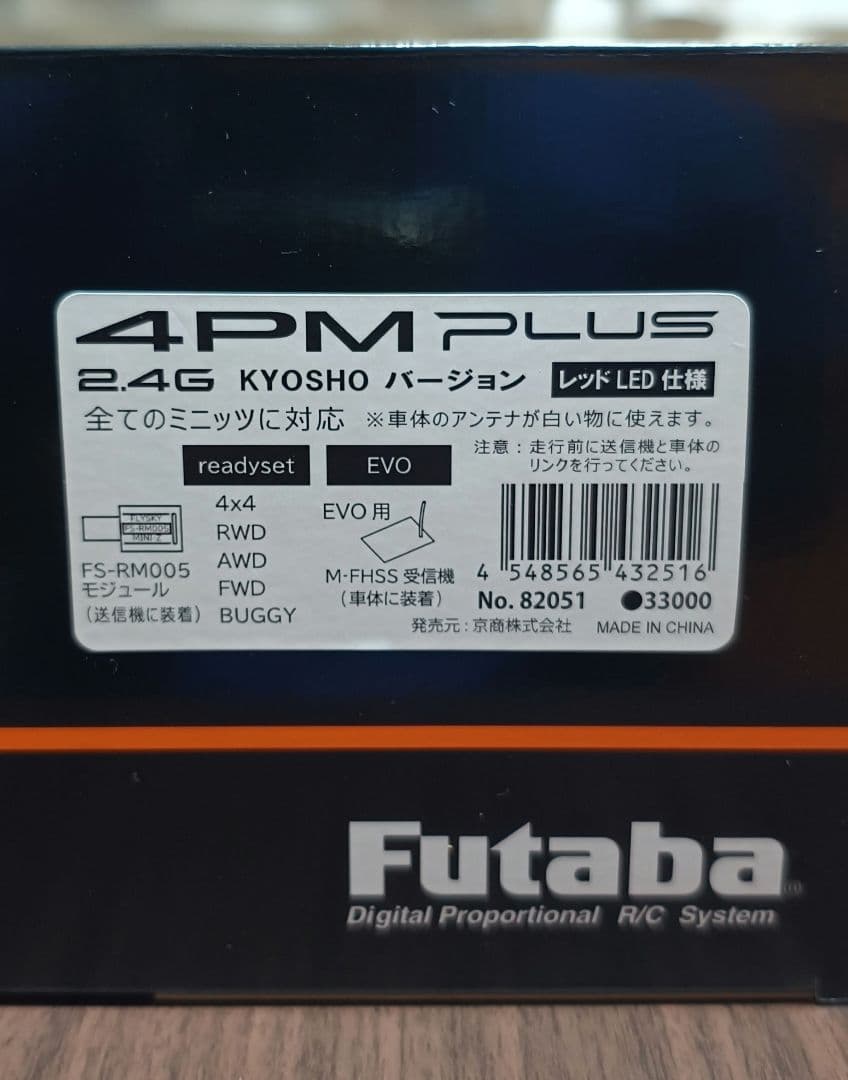 4PM PLUS
2.4G KYOSHO バージョン レッドLED仕様
全てのミニッツに対応 ※車体のアンテナが白い物に使えます。
注意：走行前に送信機と車体の
リンクを行ってください。
readyset
FLYSKY
FS-RM005
MINI-Z
FS-RM005
モジュール
（送信機に装着）
4x4
RWD
AWD
FWD
BUGGY
EVO
EVO用
M-FHSS 受信機
（車体に装着）
4 548565 432516
No. 82051 ●33000
発売元：京商株式会社 MADE IN CHINA
Futaba
Digital Proportional R/C System